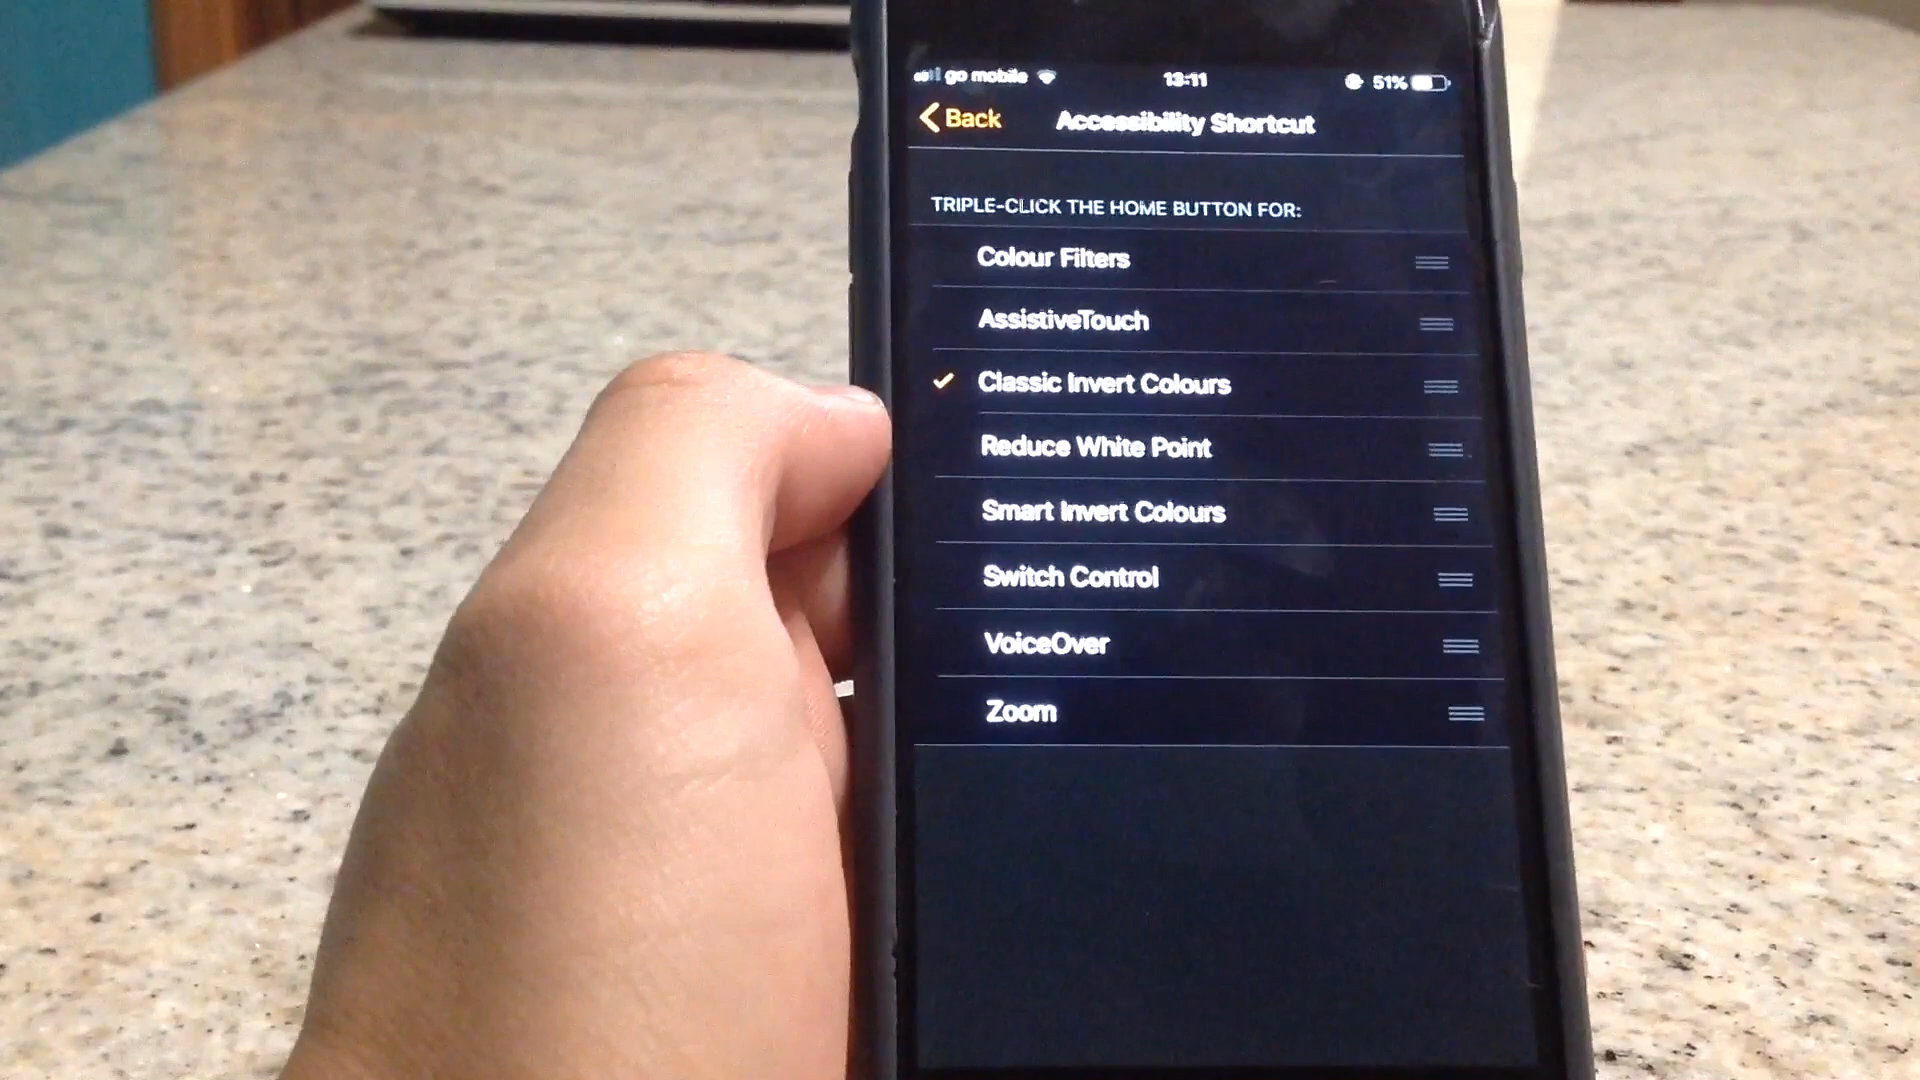 go mobile 13:11 51%
Back Accessibility Shortcut
TRIPLE-CLICK THE HOME BUTTON FOR:
Colour Filters
AssistiveTouch
Classic Invert Colours
Reduce White Point
Smart Invert Colours
Switch Control
VoiceOver
Zoom